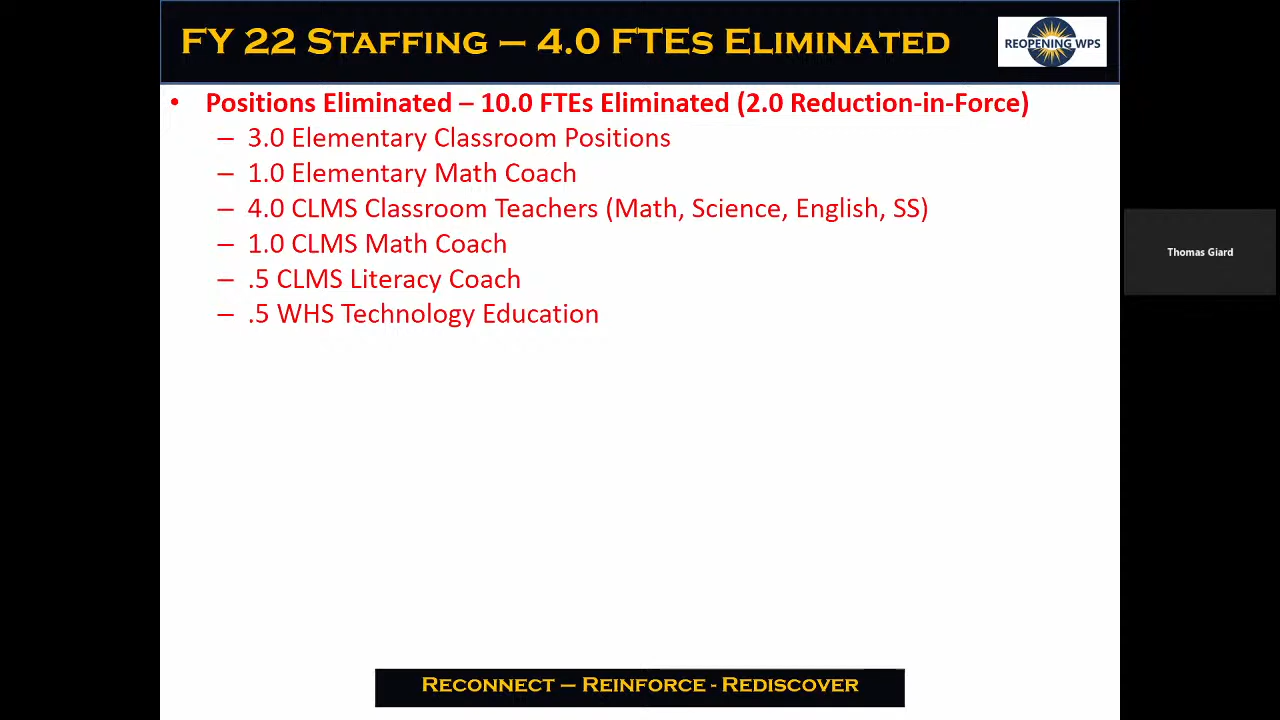 FY 22 STAFFING – 4.0 FTES ELIMINATED
REOPENING WPS
• Positions Eliminated – 10.0 FTEs Eliminated (2.0 Reduction-in-Force)
– 3.0 Elementary Classroom Positions
– 1.0 Elementary Math Coach
– 4.0 CLMS Classroom Teachers (Math, Science, English, SS)
– 1.0 CLMS Math Coach
– .5 CLMS Literacy Coach
– .5 WHS Technology Education
Thomas Giard
RECONNECT – REINFORCE - REDISCOVER